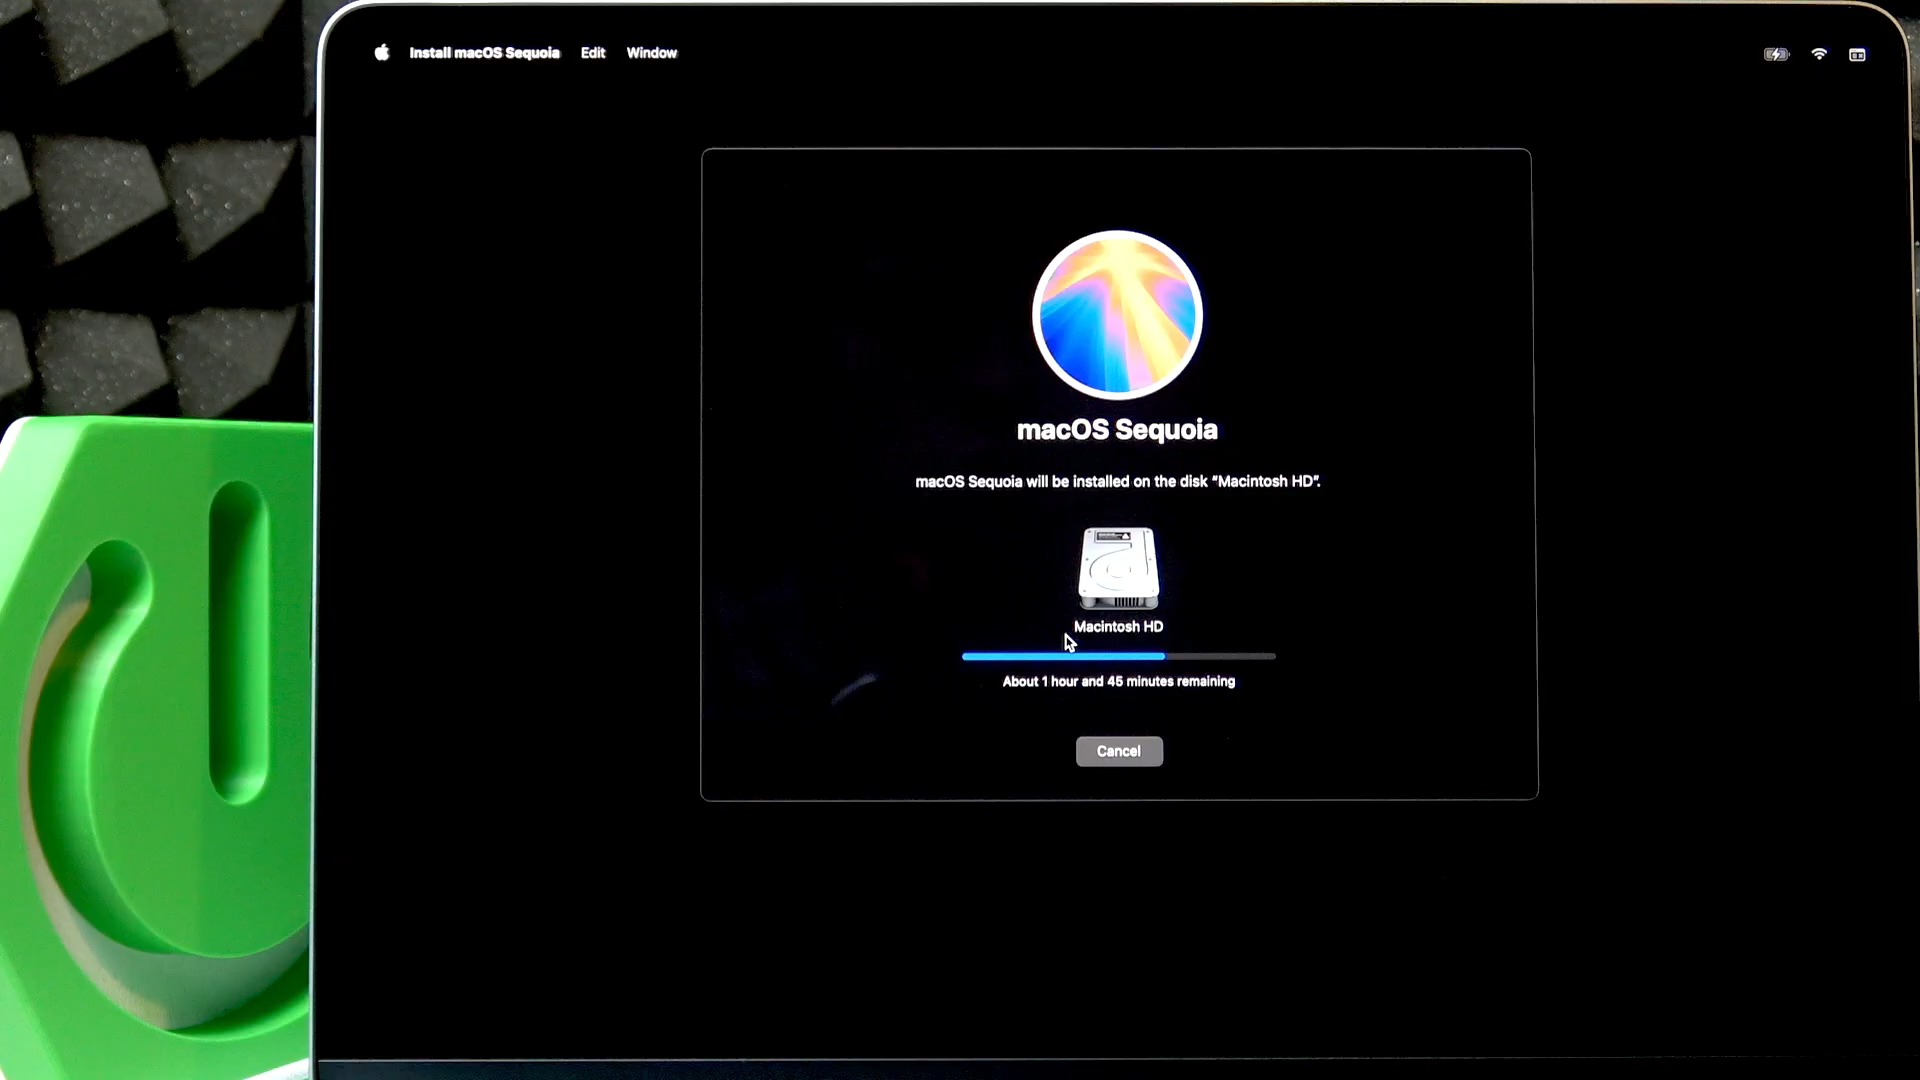 Install macOS Sequoia Edit Window
macOS Sequoia
macOS Sequoia will be installed on the disk “Macintosh HD”.
Macintosh HD
About 1 hour and 45 minutes remaining
Cancel